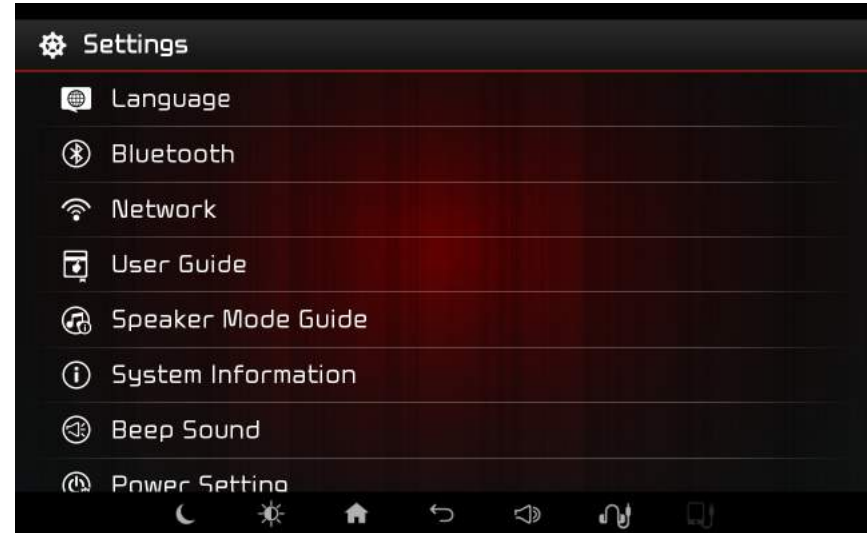 Settings
Language
Bluetooth
Network
User Guide
Speaker Mode Guide
System Information
Beep Sound
Power Setting